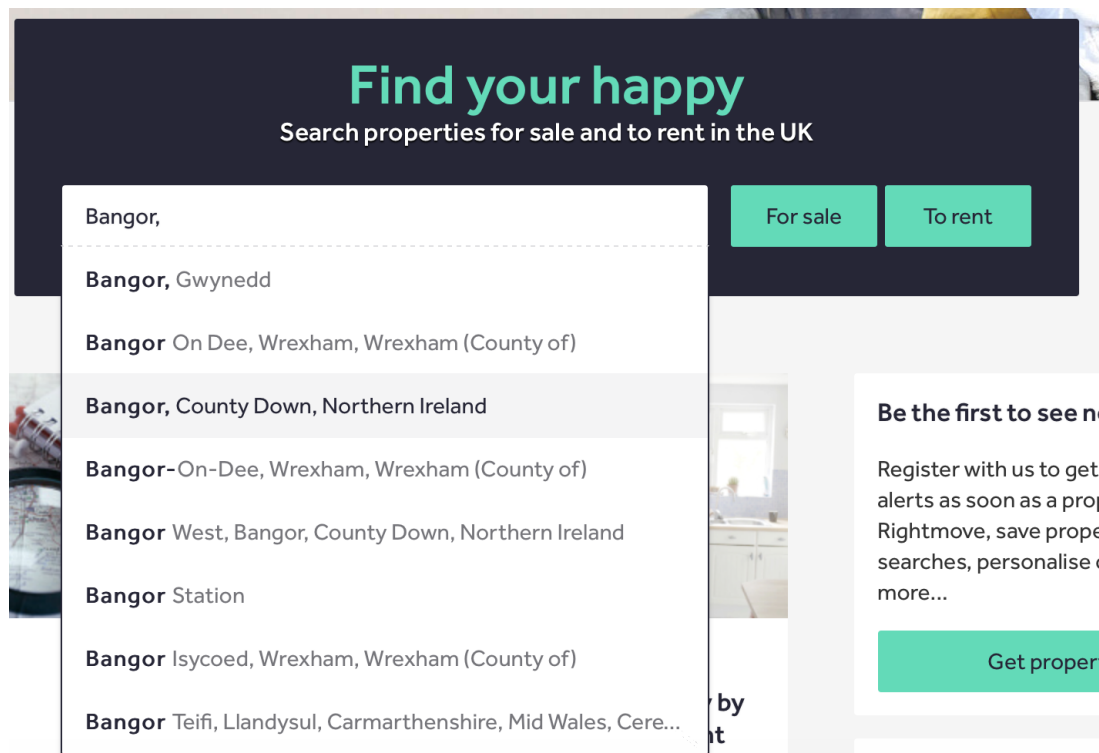 Find your happy
Search properties for sale and to rent in the UK
Bangor,
For sale
To rent
Bangor, Gwynedd
Bangor On Dee, Wrexham, Wrexham (County of)
Bangor, County Down, Northern Ireland
Bangor-On-Dee, Wrexham, Wrexham (County of)
Bangor West, Bangor, County Down, Northern Ireland
Bangor Station
Bangor Isycoed, Wrexham, Wrexham (County of)
Bangor Teifi, Llandysul, Carmarthenshire, Mid Wales, Cere...
by
Be the first to see
Register with us to get
alerts as soon as a
Rightmove, save
searches, personalise
more...
Get